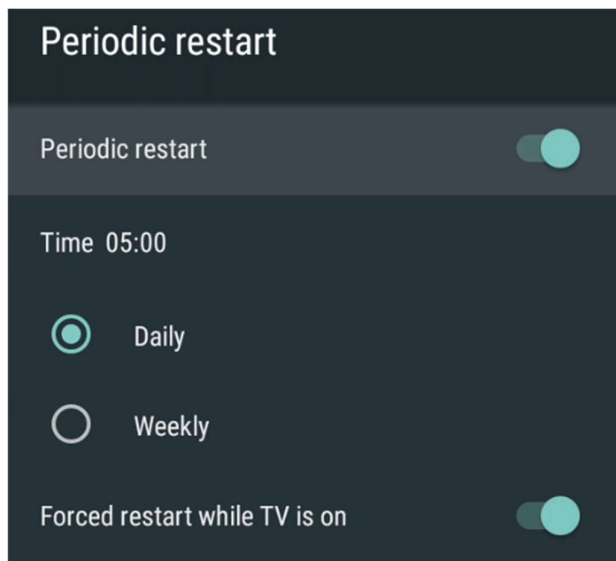 Periodic restart
Periodic restart
Time 05:00
Daily
Weekly
Forced restart while TV is on